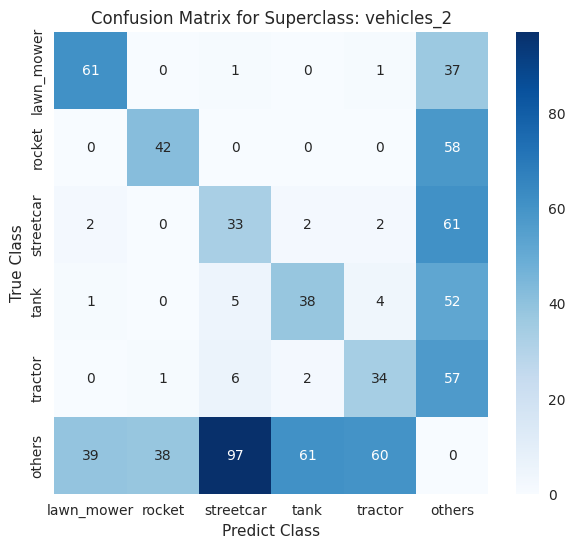 Confusion Matrix for Superclass: vehicles_2
True Class
lawn_mower 61 0 1 0 1 37
rocket 0 42 0 0 0 58
streetcar 2 0 33 2 2 61
tank 1 0 5 38 4 52
tractor 0 1 6 2 34 57
others 39 38 97 61 60 0
lawn_mower rocket streetcar tank tractor others
Predict Class
80
60
40
20
0